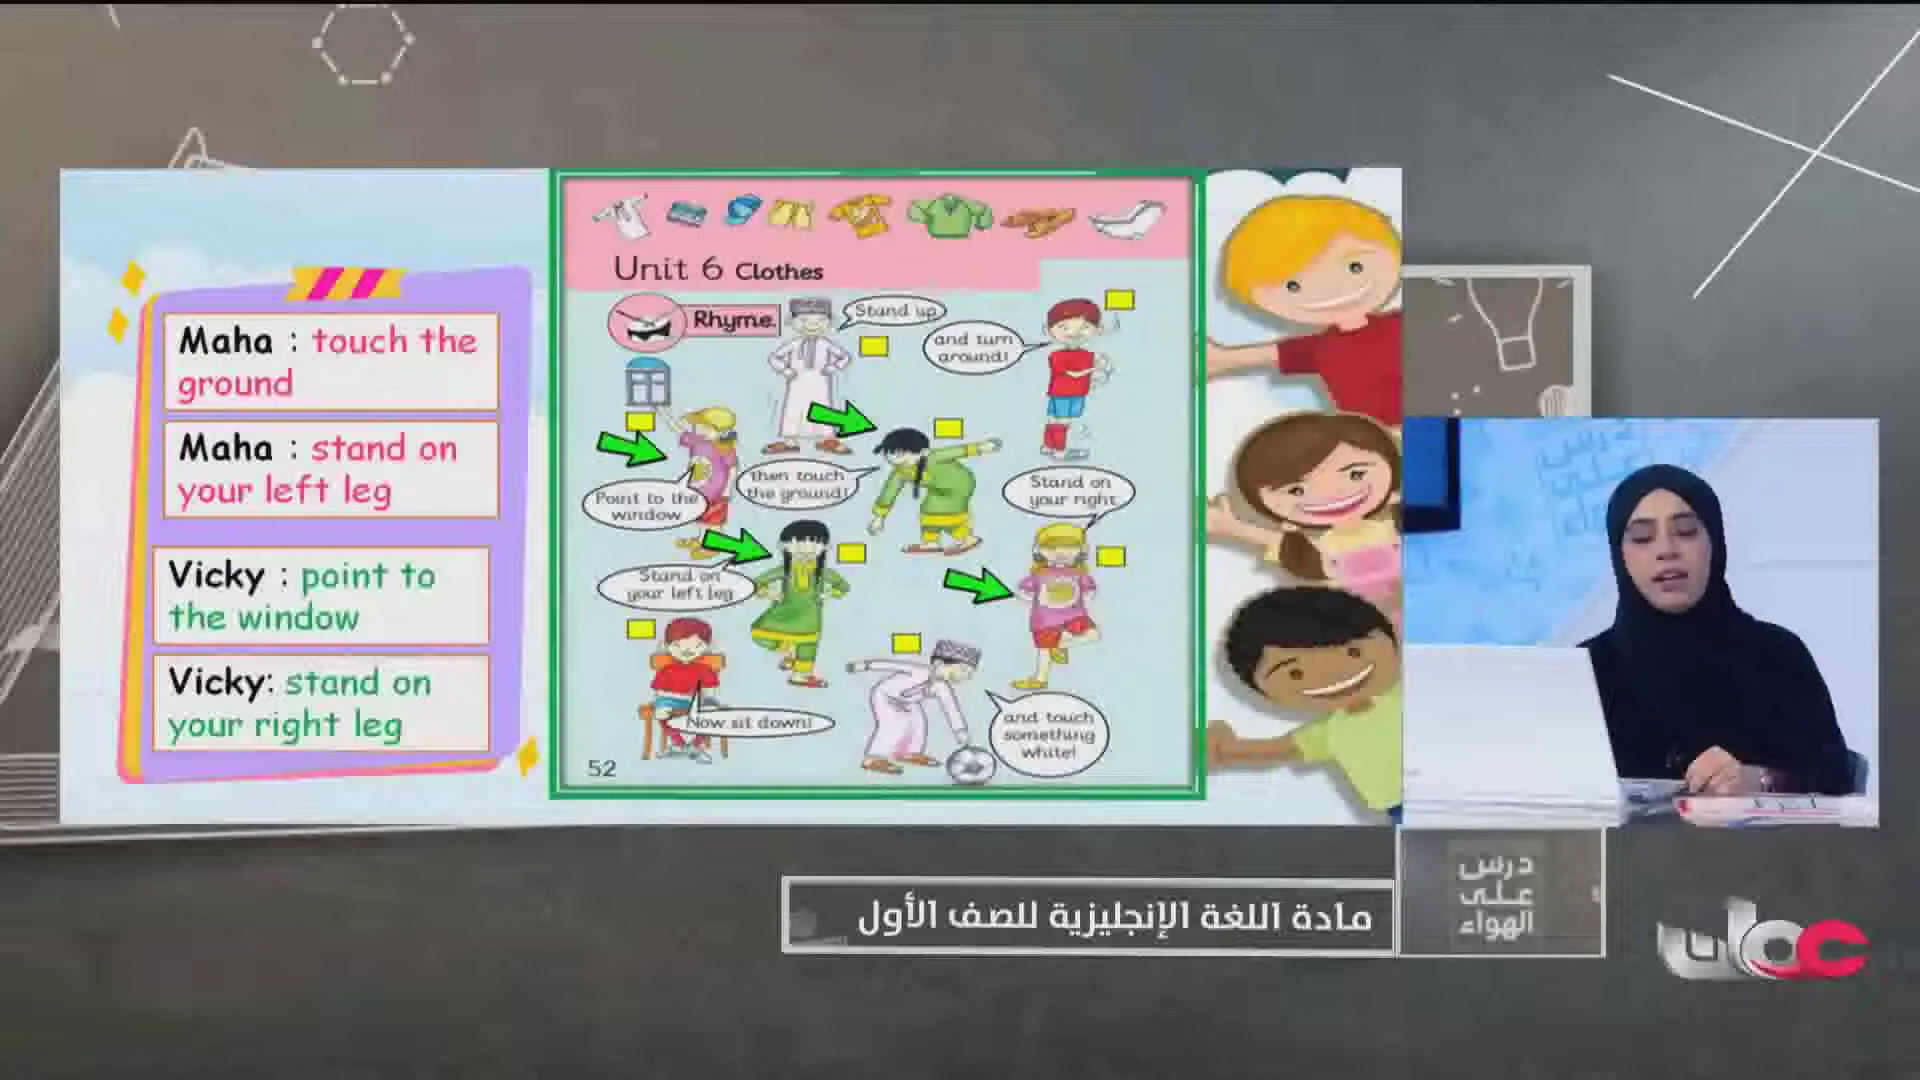 Maha : touch the
ground
Maha : stand on
your left leg
Vicky : point to
the window
Vicky: stand on
your right leg
Unit 6 Clothes
Rhyme.
Stand up
and turn
around!
Point to the
window
then touch
the ground!
Stand on
your right
Stand on
your left leg
Now sit down!
and touch
something
white!
52
درس
على
الهواء
مادة اللغة الإنجليزية للصف الأول
درس
على
الهواء
عمان